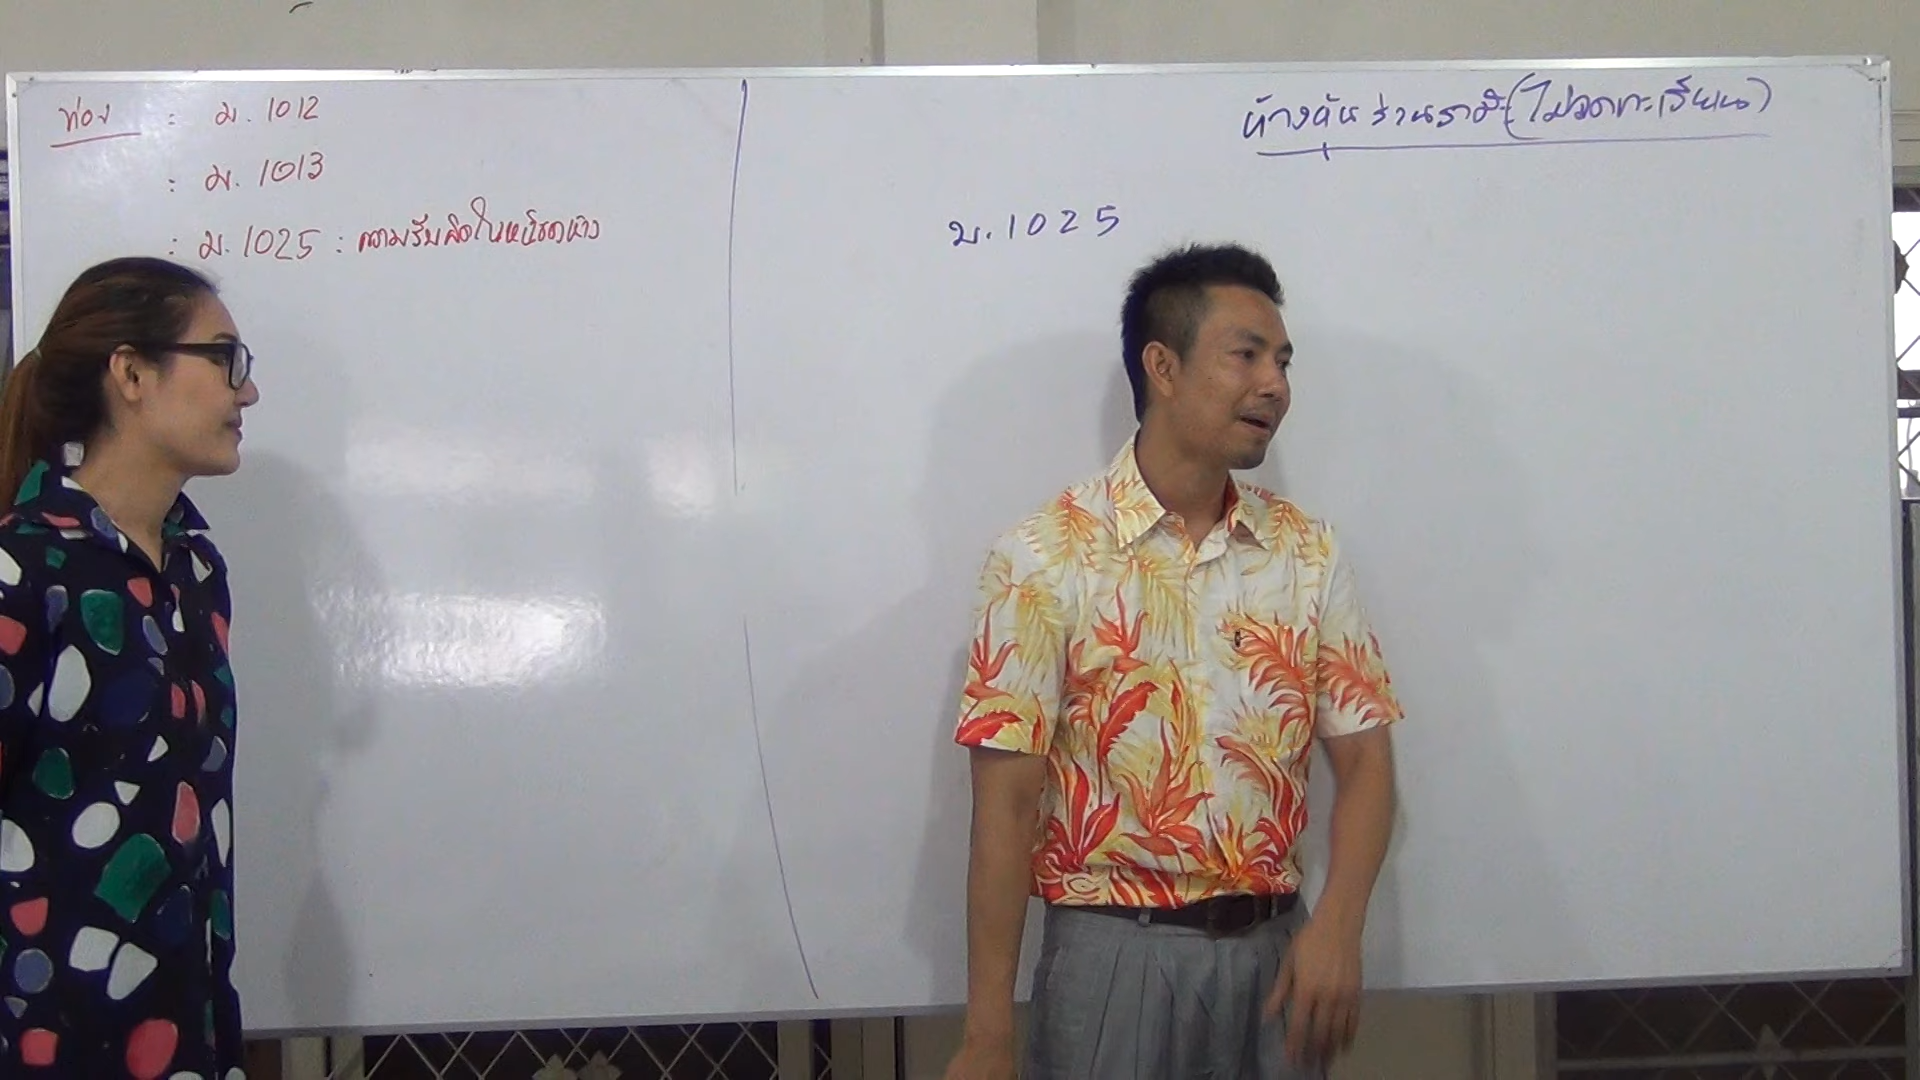 ท่อง : ม. 1012
: ม. 1013
: ม. 1025 : ความรับผิดในหนี้ของห้าง
ห้างหุ้นส่วนสามัญ (ไม่จดทะเบียน)
ม. 1025